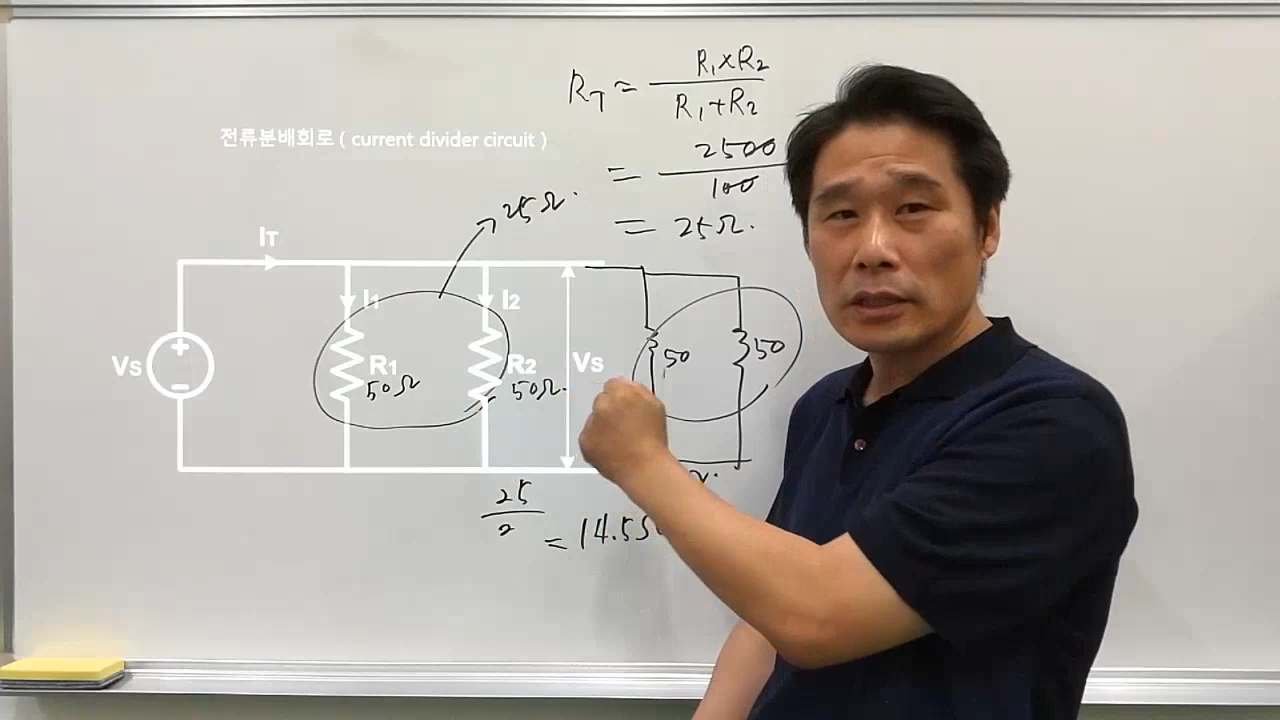 R₁×R₂
R_T = ―――
R₁+R₂
전류분배회로 ( current divider circuit )
2500
= ―――
100
25Ω.
= 25Ω.
IT
I1
I2
Vs
R1
50Ω
R2
50Ω.
Vs
50
50
25
―
2
= 14.5